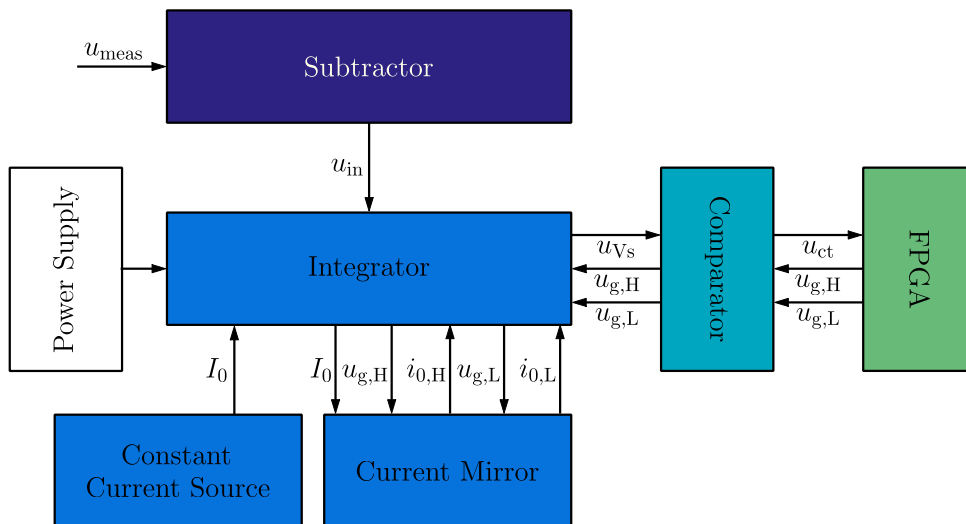 u_meas
Subtractor
u_in
Power Supply
Integrator
u_Vs
u_g,H
u_g,L
Comparator
u_ct
u_g,H
u_g,L
FPGA
I_0
I_0
u_g,H
i_0,H
u_g,L
i_0,L
Constant
Current Source
Current Mirror